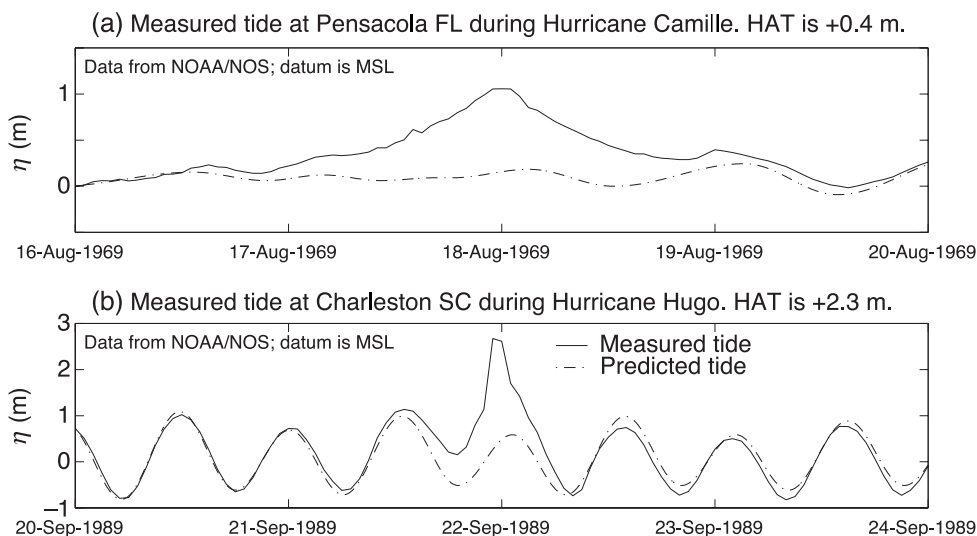 (a) Measured tide at Pensacola FL during Hurricane Camille. HAT is +0.4 m.
Data from NOAA/NOS; datum is MSL
1
0
η (m)
16-Aug-1969 17-Aug-1969 18-Aug-1969 19-Aug-1969 20-Aug-1969
(b) Measured tide at Charleston SC during Hurricane Hugo. HAT is +2.3 m.
Data from NOAA/NOS; datum is MSL
Measured tide
Predicted tide
3
2
1
0
−1
η (m)
20-Sep-1989 21-Sep-1989 22-Sep-1989 23-Sep-1989 24-Sep-1989